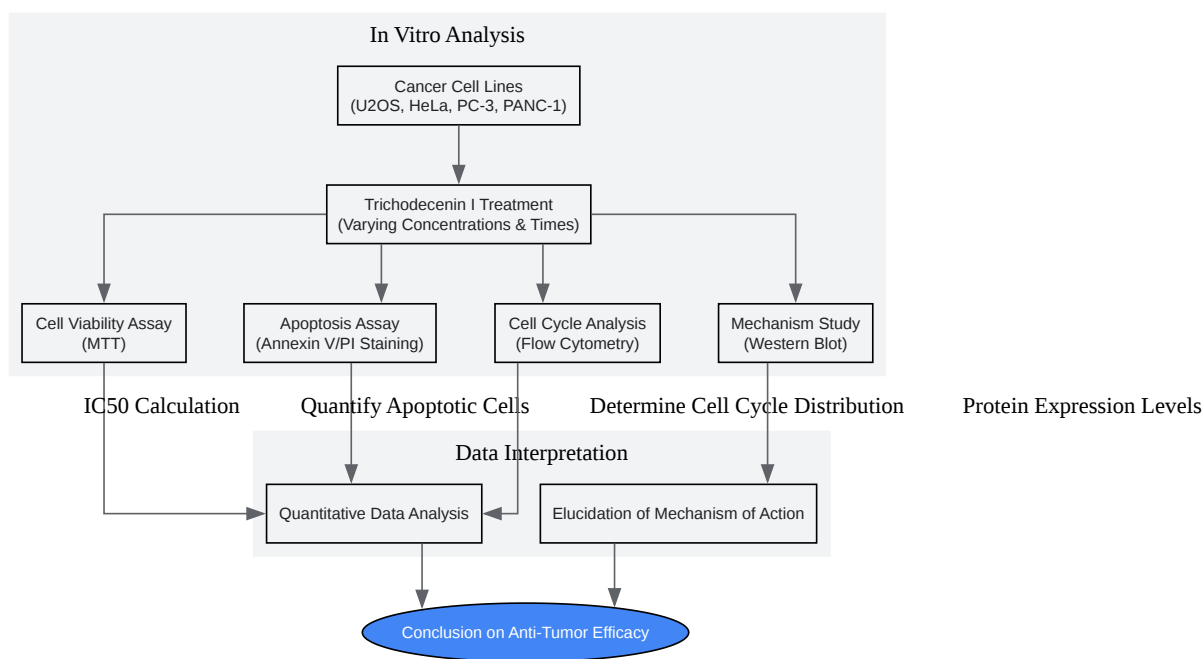 In Vitro Analysis
Cancer Cell Lines
(U2OS, HeLa, PC-3, PANC-1)
Trichodecenin I Treatment
(Varying Concentrations & Times)
Cell Viability Assay
(MTT)
Apoptosis Assay
(Annexin V/PI Staining)
Cell Cycle Analysis
(Flow Cytometry)
Mechanism Study
(Western Blot)
IC50 Calculation
Quantify Apoptotic Cells
Determine Cell Cycle Distribution
Protein Expression Levels
Data Interpretation
Quantitative Data Analysis
Elucidation of Mechanism of Action
Conclusion on Anti-Tumor Efficacy